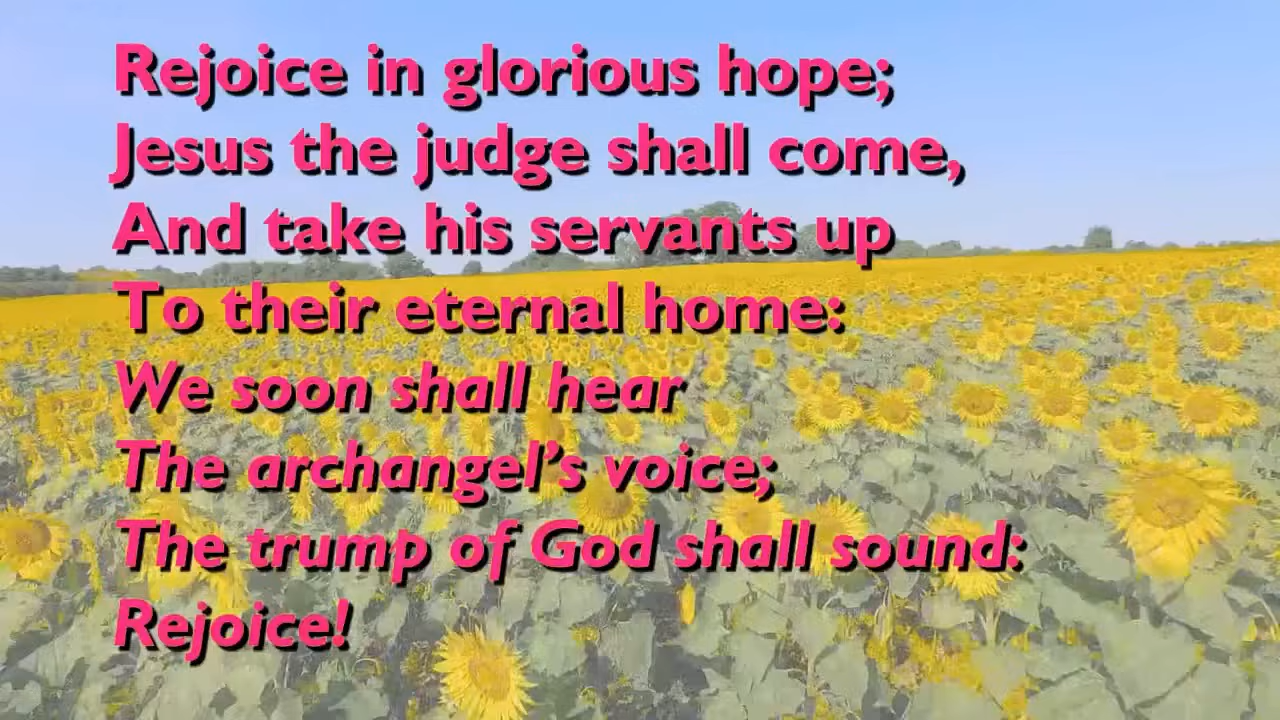 Rejoice in glorious hope;
Jesus the judge shall come,
And take his servants up
To their eternal home:
We soon shall hear
The archangel’s voice;
The trump of God shall sound:
Rejoice!